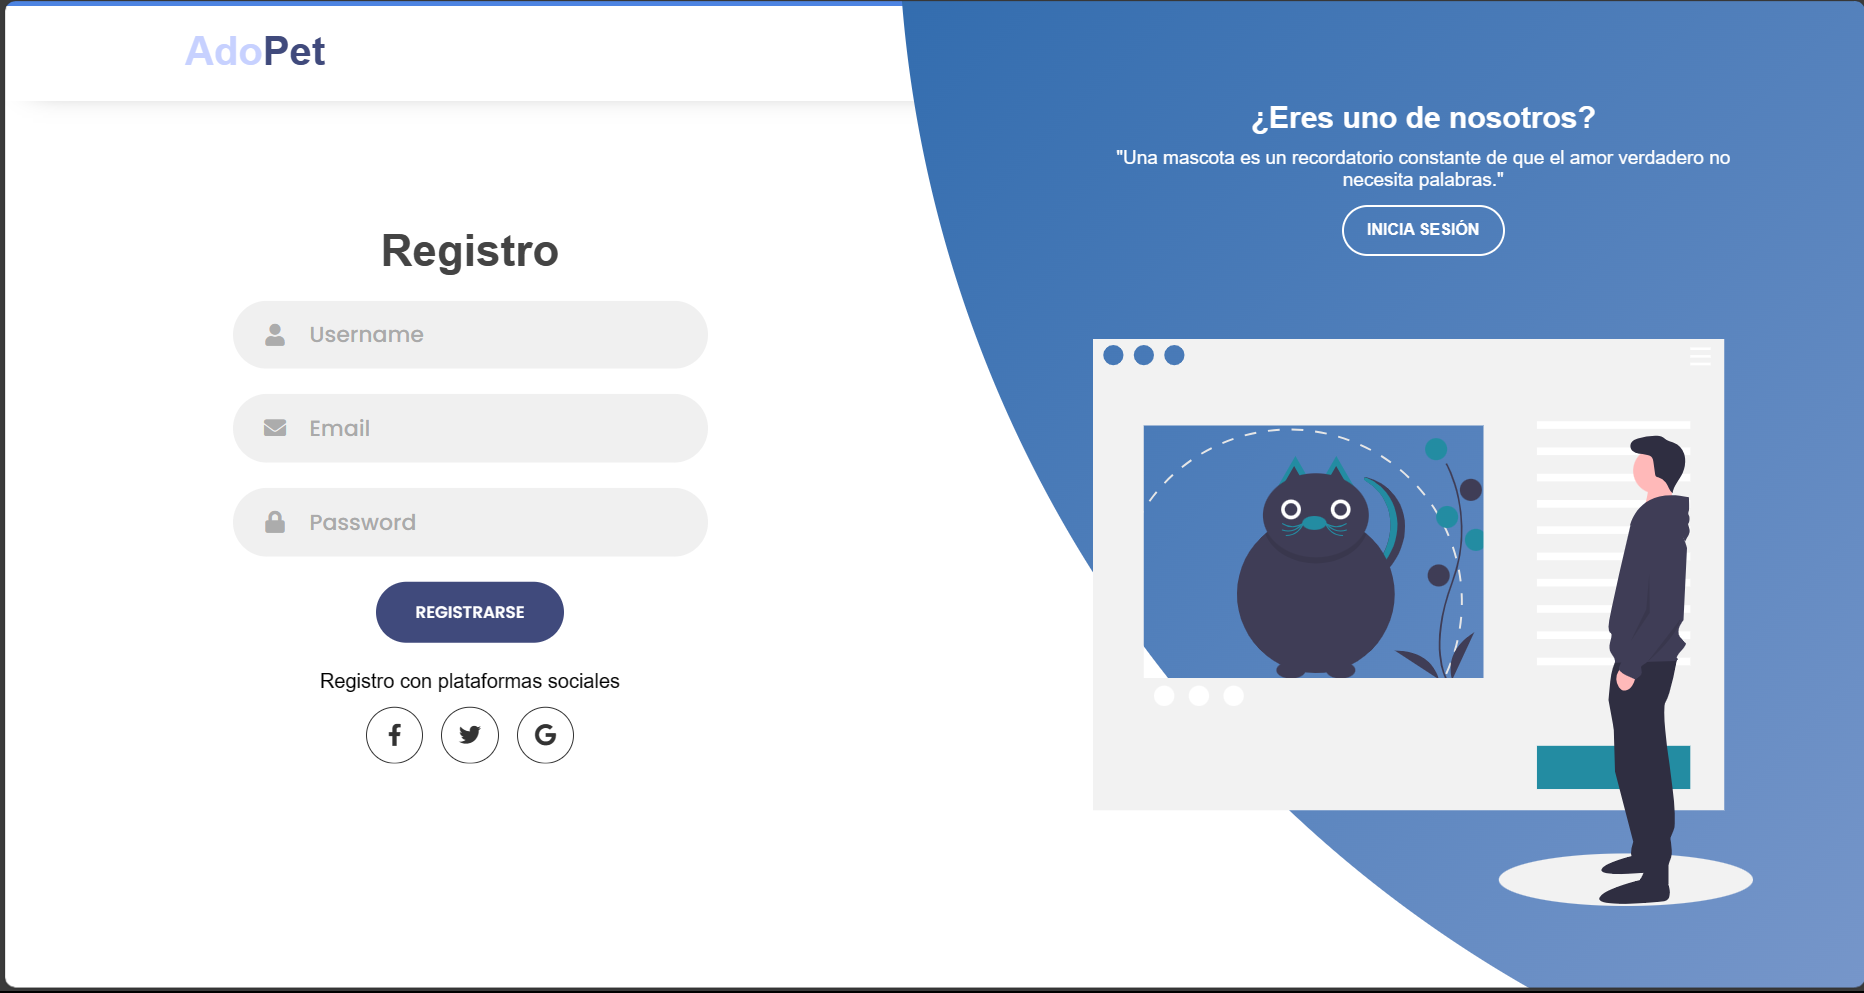 AdoPet
Registro
Username
Email
Password
REGISTRARSE
Registro con plataformas sociales
¿Eres uno de nosotros?
"Una mascota es un recordatorio constante de que el amor verdadero no
necesita palabras."
INICIA SESIÓN